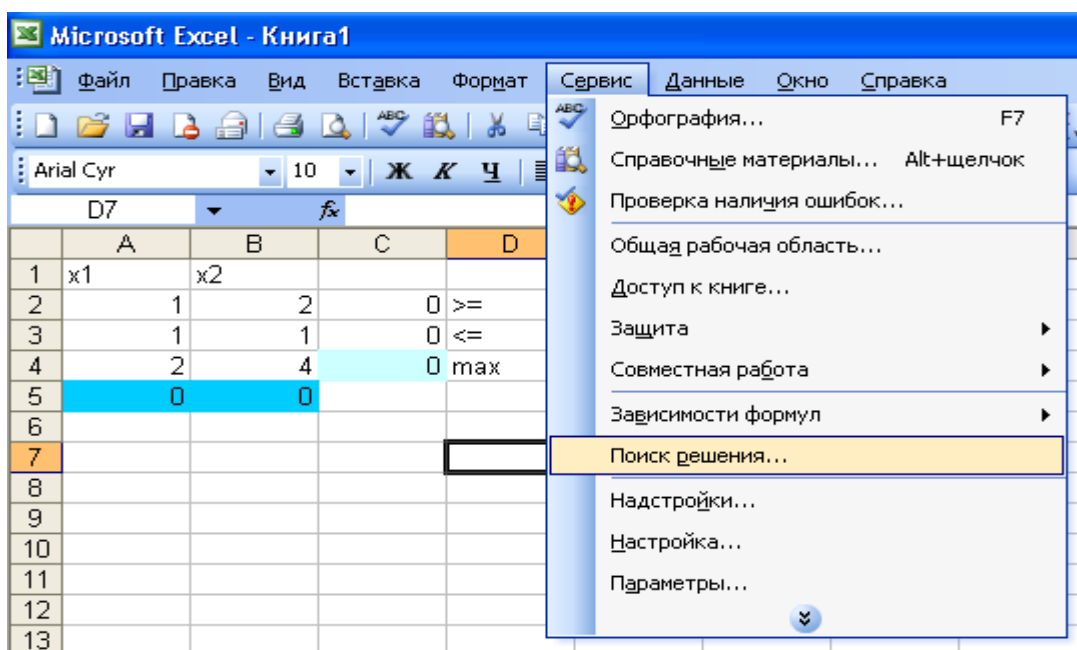 Microsoft Excel - Книга1
Файл Правка Вид Вставка Формат Сервис Данные Окно Справка
Arial Cyr 10 Ж К Ч
D7 fx
A B C D
1 x1 x2
2 1 2 0 >=
3 1 1 0 <=
4 2 4 0 max
5 0 0
6
7
8
9
10
11
12
13
ABC Орфография... F7
Справочные материалы... Alt+щелчок
Проверка наличия ошибок...
Общая рабочая область...
Доступ к книге...
Защита
Совместная работа
Зависимости формул
Поиск решения...
Надстройки...
Настройка...
Параметры...